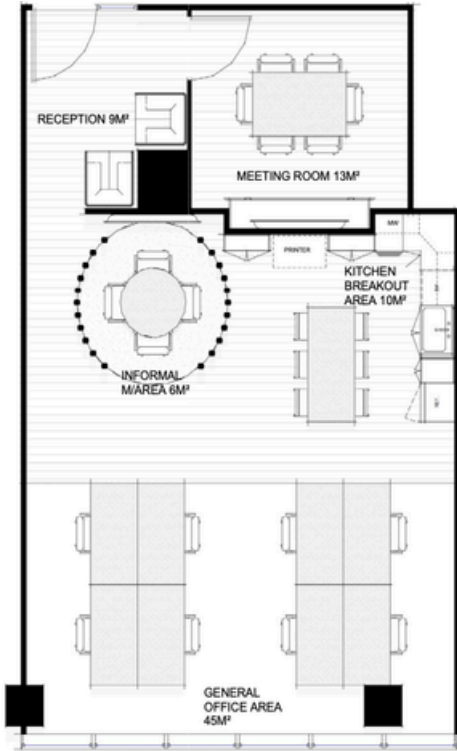 RECEPTION 9M²
MEETING ROOM 13M²
MW
PRINTER
KITCHEN
BREAKOUT
AREA 10M²
INFORMAL
M/AREA 6M²
GENERAL
OFFICE AREA
45M²